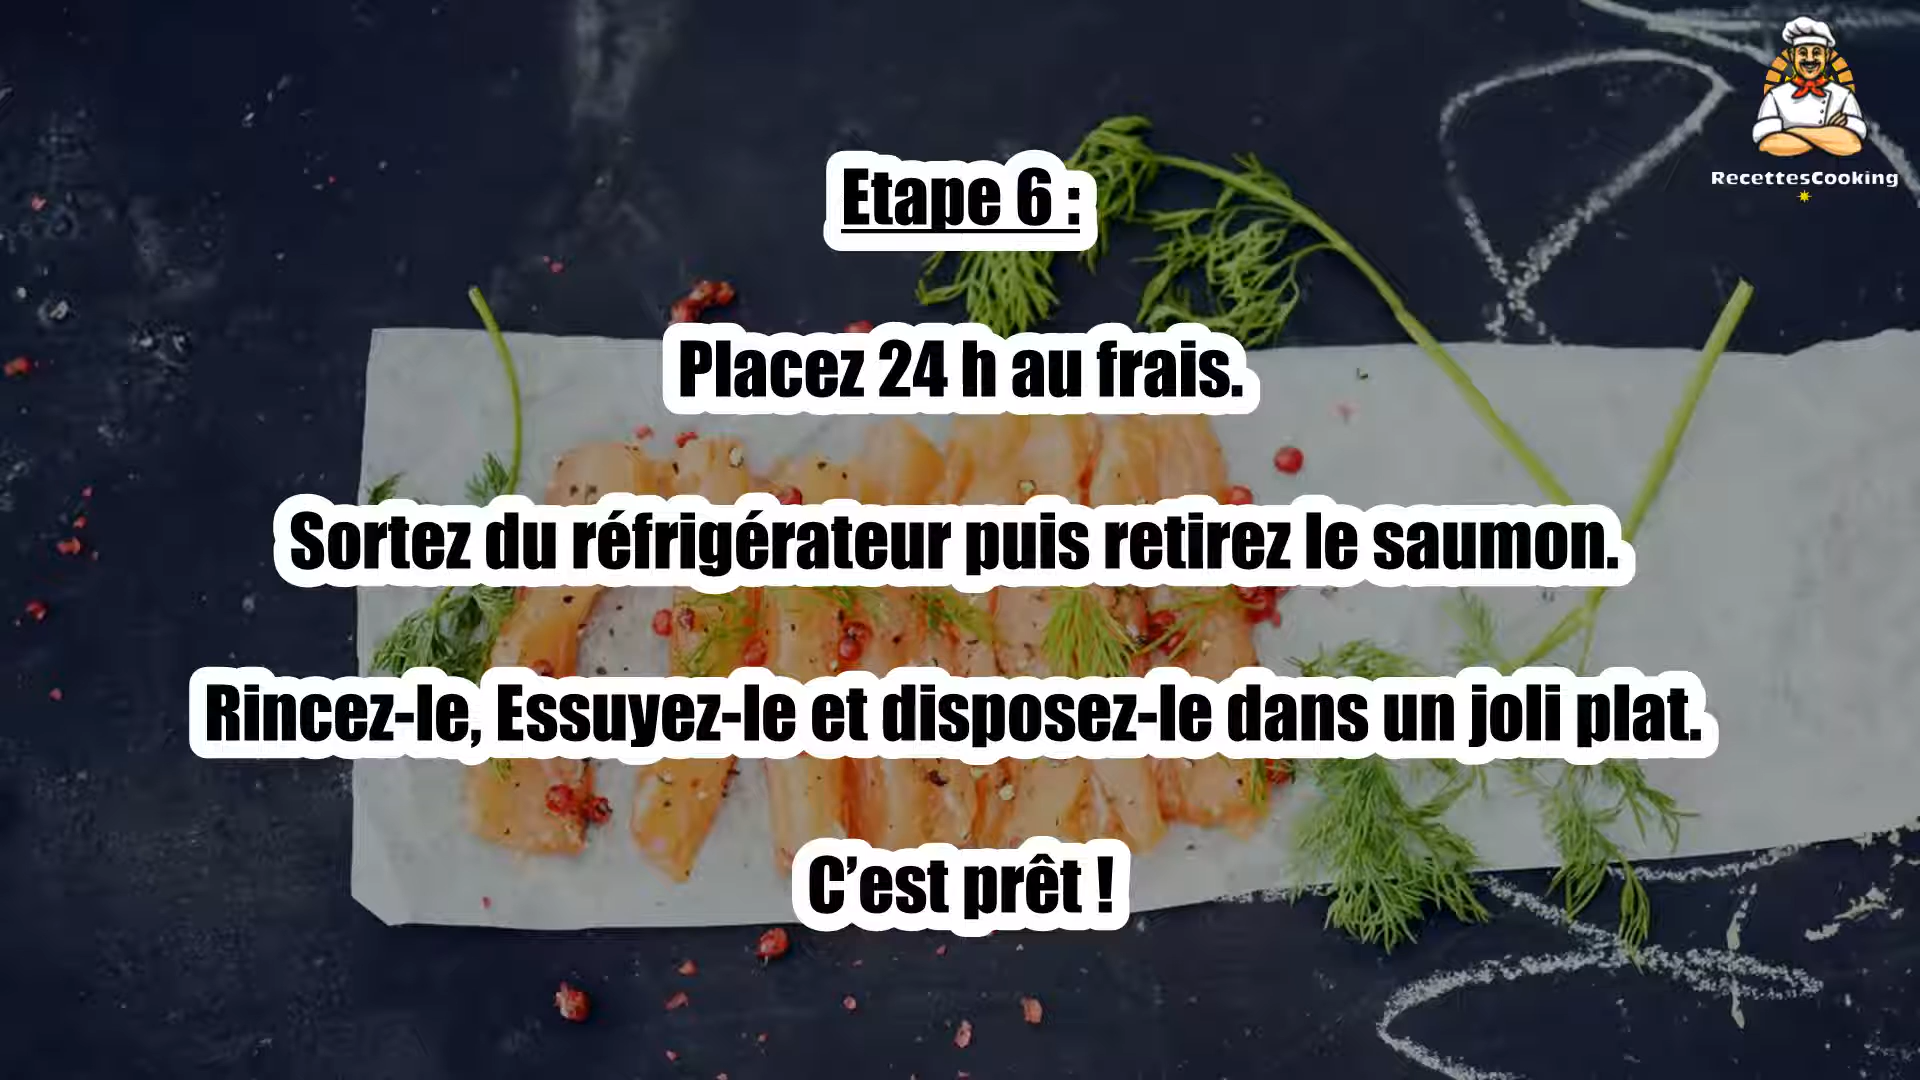 RecettesCooking
Etape 6 :
Placez 24 h au frais.
Sortez du réfrigérateur puis retirez le saumon.
Rincez-le, Essuyez-le et disposez-le dans un joli plat.
C’est prêt !